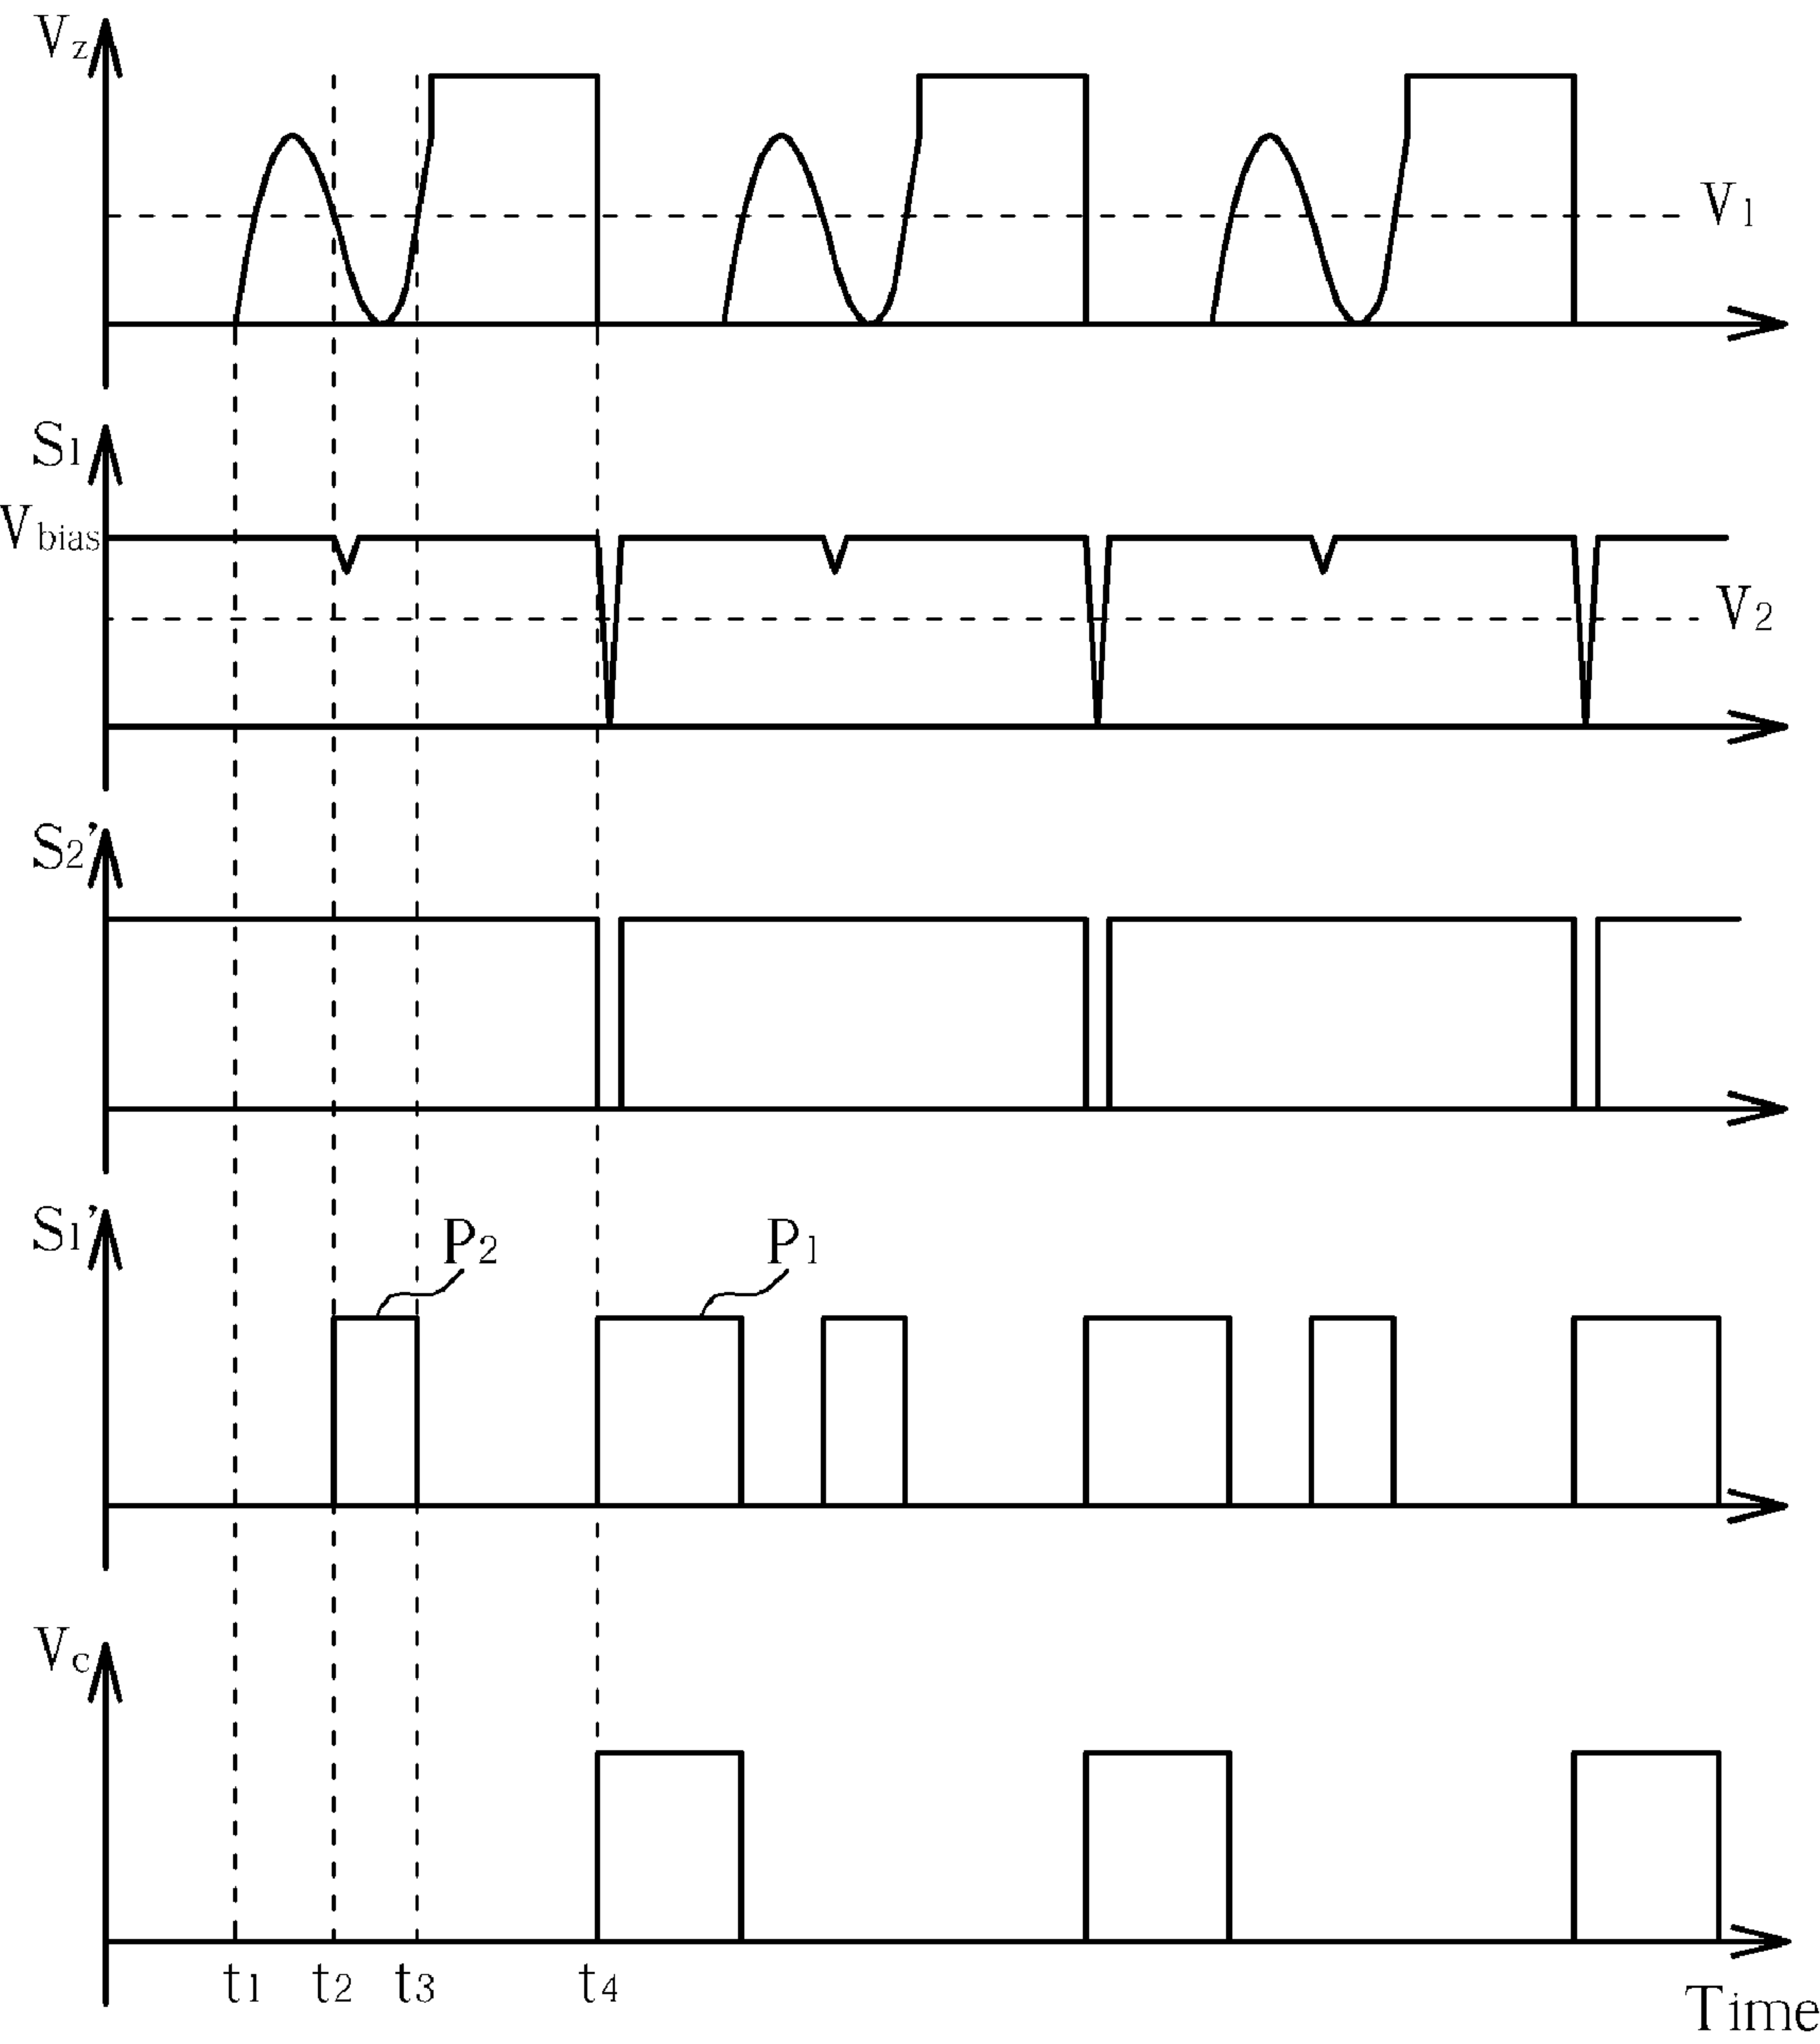 Vz
V1
S1
Vbias
V2
S2'
S1'
P2 P1
Vc
t1 t2 t3 t4
Time